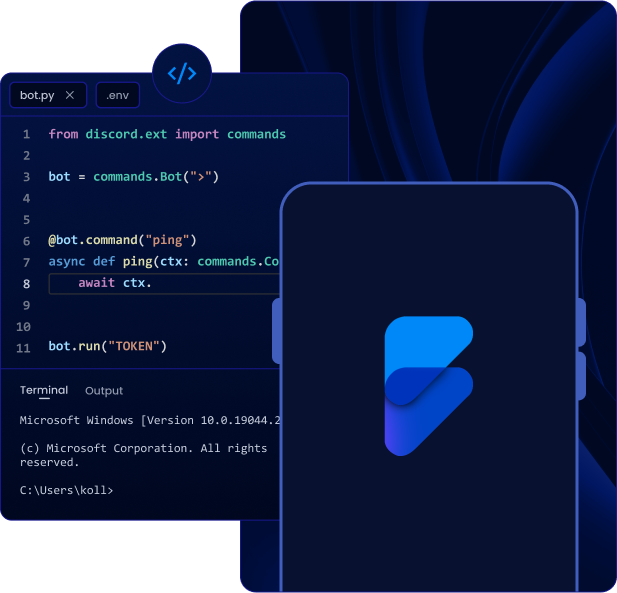 </>
bot.py
.env
1 from discord.ext import commands
2
3 bot = commands.Bot(">")
4
5
6 @bot.command("ping")
7 async def ping(ctx: commands.Co
8 await ctx.
9
10
11 bot.run("TOKEN")
Terminal Output
Microsoft Windows [Version 10.0.19044.2
(c) Microsoft Corporation. All rights
reserved.
C:\Users\koll>